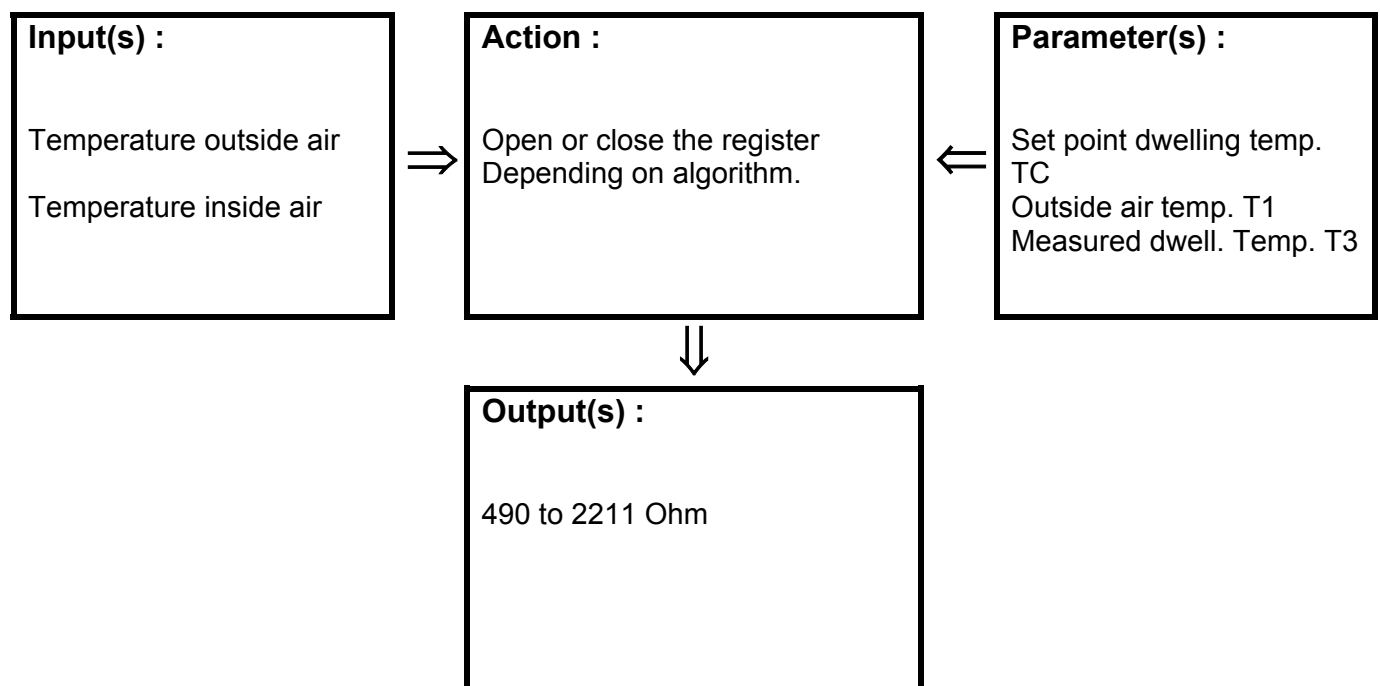 Input(s) :
Temperature outside air
Temperature inside air
⇒
Action :
Open or close the register
Depending on algorithm.
⇐
Parameter(s) :
Set point dwelling temp.
TC
Outside air temp. T1
Measured dwell. Temp. T3
⇓
Output(s) :
490 to 2211 Ohm